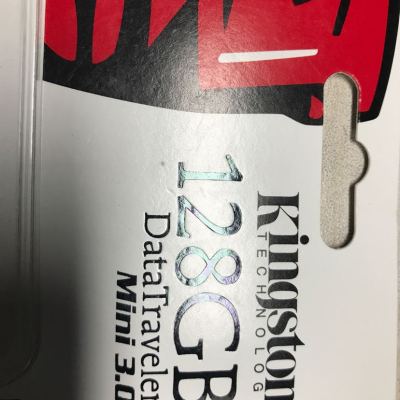 Kingston
TECHNOLOG
128GB
DataTraveler
Mini 3.0